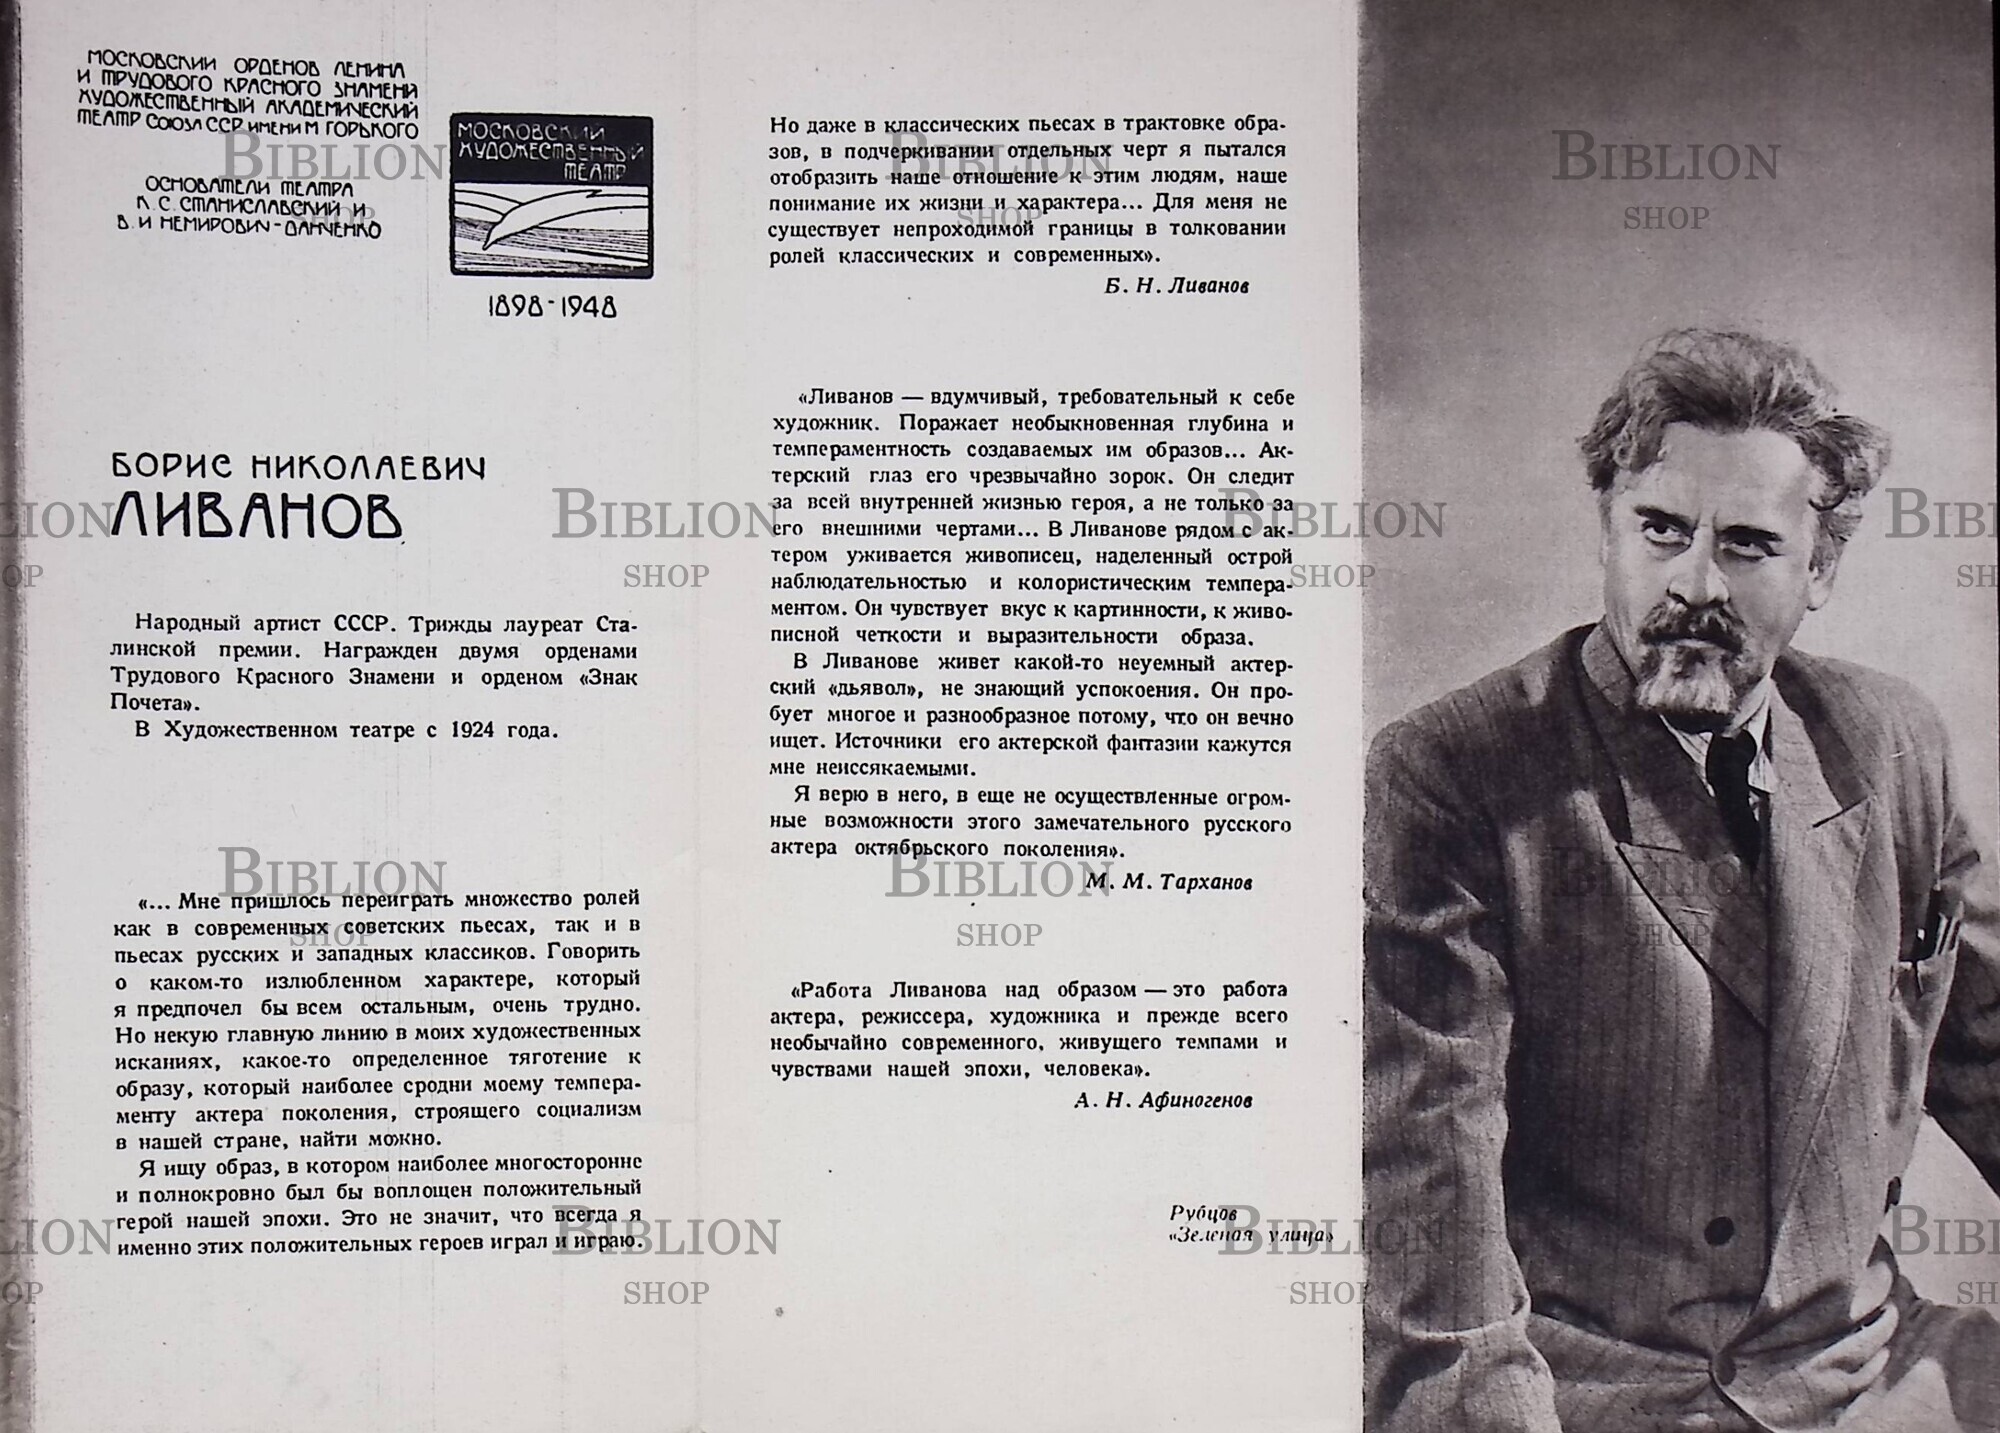 МОСКОВСКИЙ ОРДЕНОВ ЛЕНИНА
И ТРУДОВОГО КРАСНОГО ЗНАМЕНИ
ХУДОЖЕСТВЕННЫЙ АКАДЕМИЧЕСКИЙ
ТЕАТР СОЮЗА ССР ИМЕНИ М ГОРЬКОГО
ОСНОВАТЕЛИ ТЕАТРА
К. С. СТАНИСЛАВСКИЙ И
В. И НЕМИРОВИЧ-ДАНЧЕНКО
МОСКОВСКИЙ
ХУДОЖЕСТВЕННЫЙ
ТЕАТР
1898-1948
БОРИС НИКОЛАЕВИЧ
ЛИВАНОВ
Народный артист СССР. Трижды лауреат Ста-
линской премии. Награжден двумя орденами
Трудового Красного Знамени и орденом «Знак
Почета».
В Художественном театре с 1924 года.
«... Мне пришлось переиграть множество ролей
как в современных советских пьесах, так и в
пьесах русских и западных классиков. Говорить
о каком-то излюбленном характере, который
я предпочел бы всем остальным, очень трудно.
Но некую главную линию в моих художественных
исканиях, какое-то определенное тяготение к
образу, который наиболее сродни моему темпера-
менту актера поколения, строящего социализм
в нашей стране, найти можно.
Я ищу образ, в котором наиболее многосторонне
и полнокровно был бы воплощен положительный
герой нашей эпохи. Это не значит, что всегда я
именно этих положительных героев играл и играю.
Но даже в классических пьесах в трактовке обра-
зов, в подчеркивании отдельных черт я пытался
отобразить наше отношение к этим людям, наше
понимание их жизни и характера... Для меня не
существует непроходимой границы в толковании
ролей классических и современных».
Б. Н. Ливанов
«Ливанов — вдумчивый, требовательный к себе
художник. Поражает необыкновенная глубина и
темпераментность создаваемых им образов... Ак-
терский глаз его чрезвычайно зорок. Он следит
за всей внутренней жизнью героя, а не только за
его внешними чертами... В Ливанове рядом с ак-
тером уживается живописец, наделенный острой
наблюдательностью и колористическим темпера-
ментом. Он чувствует вкус к картинности, к живо-
писной четкости и выразительности образа.
В Ливанове живет какой-то неуемный актер-
ский «дьявол», не знающий успокоения. Он про-
бует многое и разнообразное потому, что он вечно
ищет. Источники его актерской фантазии кажутся
мне неиссякаемыми.
Я верю в него, в еще не осуществленные огром-
ные возможности этого замечательного русского
актера октябрьского поколения».
М. М. Тарханов
«Работа Ливанова над образом — это работа
актера, режиссера, художника и прежде всего
необычайно современного, живущего темпами и
чувствами нашей эпохи, человека».
А. Н. Афиногенов
Рубцов
«Зеленая улица»
BIBLION
SHOP